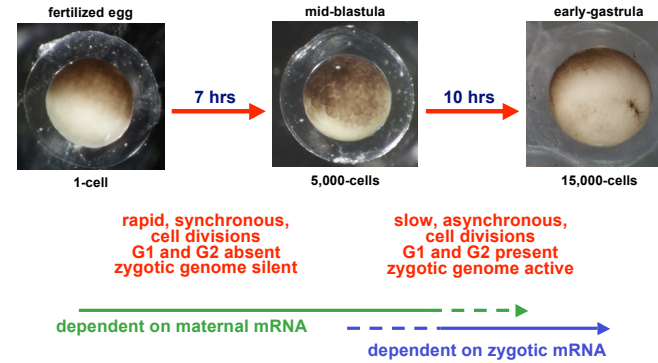 fertilized egg
mid-blastula
early-gastrula
7 hrs
10 hrs
1-cell
5,000-cells
15,000-cells
rapid, synchronous,
cell divisions
G1 and G2 absent
zygotic genome silent
slow, asynchronous,
cell divisions
G1 and G2 present
zygotic genome active
dependent on maternal mRNA
dependent on zygotic mRNA